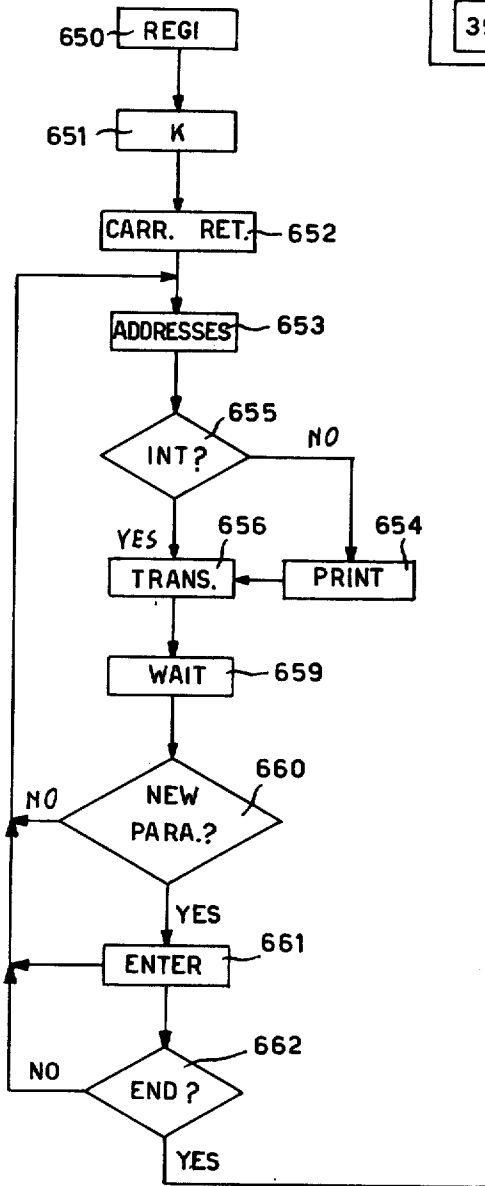 650 REGI
39
651 K
CARR. RET. 652
ADDRESSES 653
655
INT? NO
YES 656 654
TRANS. PRINT
WAIT 659
660
NO NEW
PARA.?
YES
ENTER 661
662
NO END?
YES